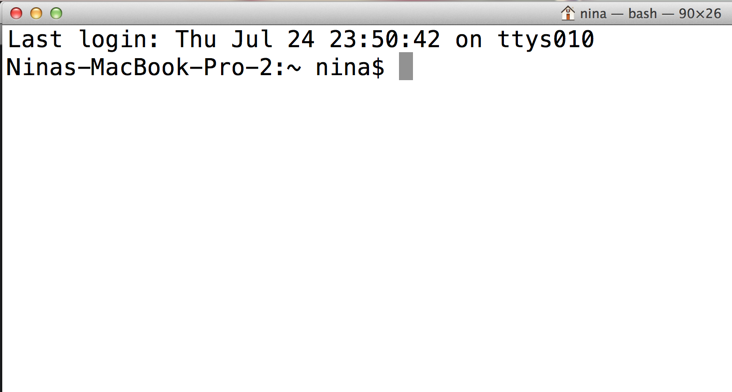 nina — bash — 90×26
Last login: Thu Jul 24 23:50:42 on ttys010
Ninas-MacBook-Pro-2:~ nina$